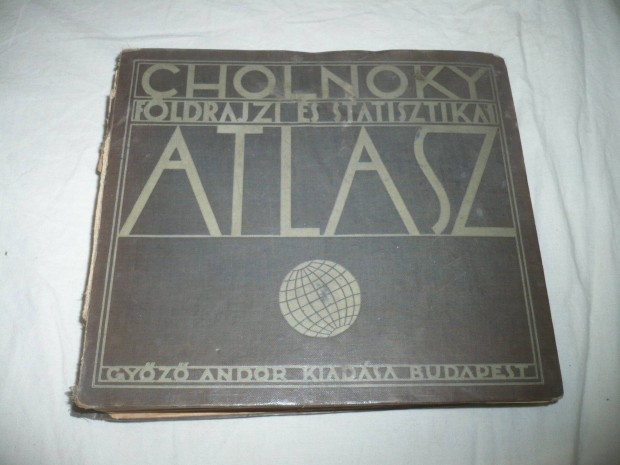 CHOLNOKY
FÖLDRAJZI ÉS STATISZTIKAI
ATLASZ
GYŐZŐ ANDOR KIADÁSA BUDAPEST